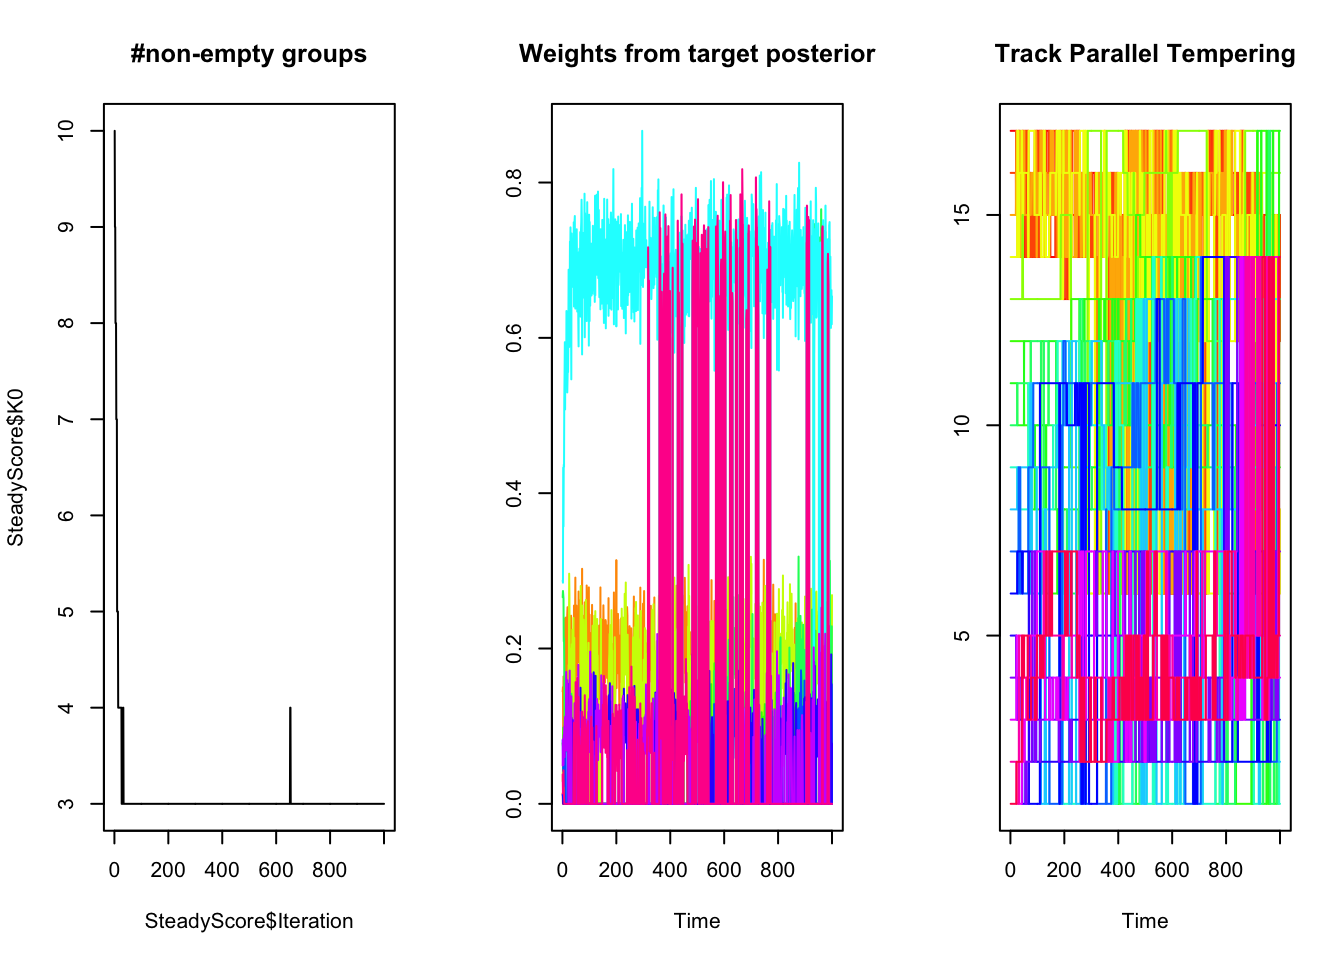 #non-empty groups
SteadyScore$K0
10
9
8
7
6
5
4
3
0 200 400 600 800
SteadyScore$Iteration
Weights from target posterior
0.8
0.6
0.4
0.2
0.0
0 200 400 600 800
Time
Track Parallel Tempering
15
10
5
0 200 400 600 800
Time